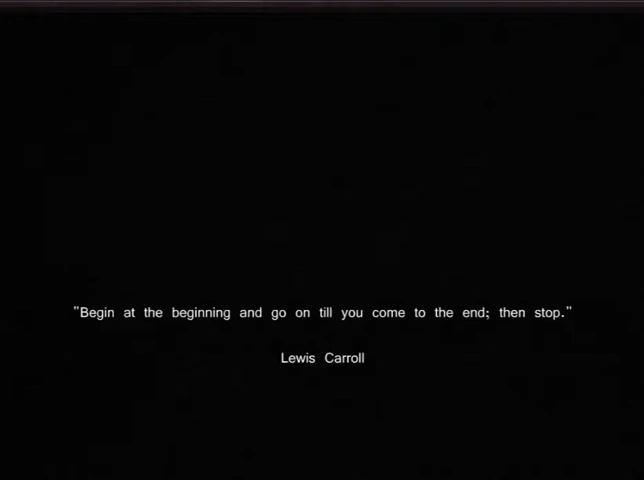 "Begin at the beginning and go on till you come to the end; then stop."
Lewis Carroll